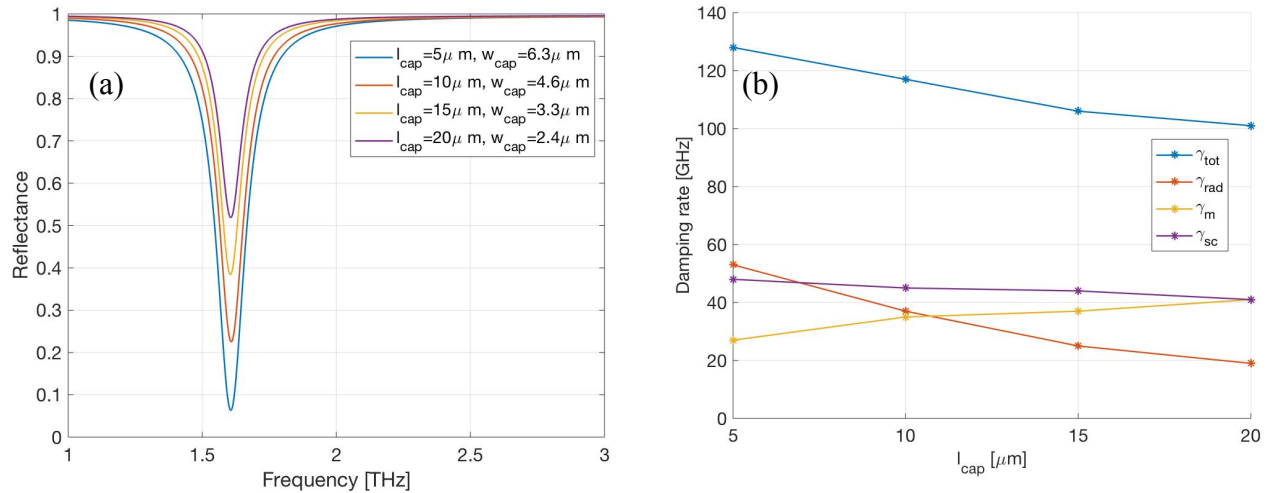 (a)
Reflectance
1
0.9
0.8
0.7
0.6
0.5
0.4
0.3
0.2
0.1
0
1
1.5
2
2.5
3
Frequency [THz]
l_cap=5μ m, w_cap=6.3μ m
l_cap=10μ m, w_cap=4.6μ m
l_cap=15μ m, w_cap=3.3μ m
l_cap=20μ m, w_cap=2.4μ m
(b)
Damping rate [GHz]
140
120
100
80
60
40
20
0
5
10
15
20
l_cap [μm]
γ_tot
γ_rad
γ_m
γ_sc